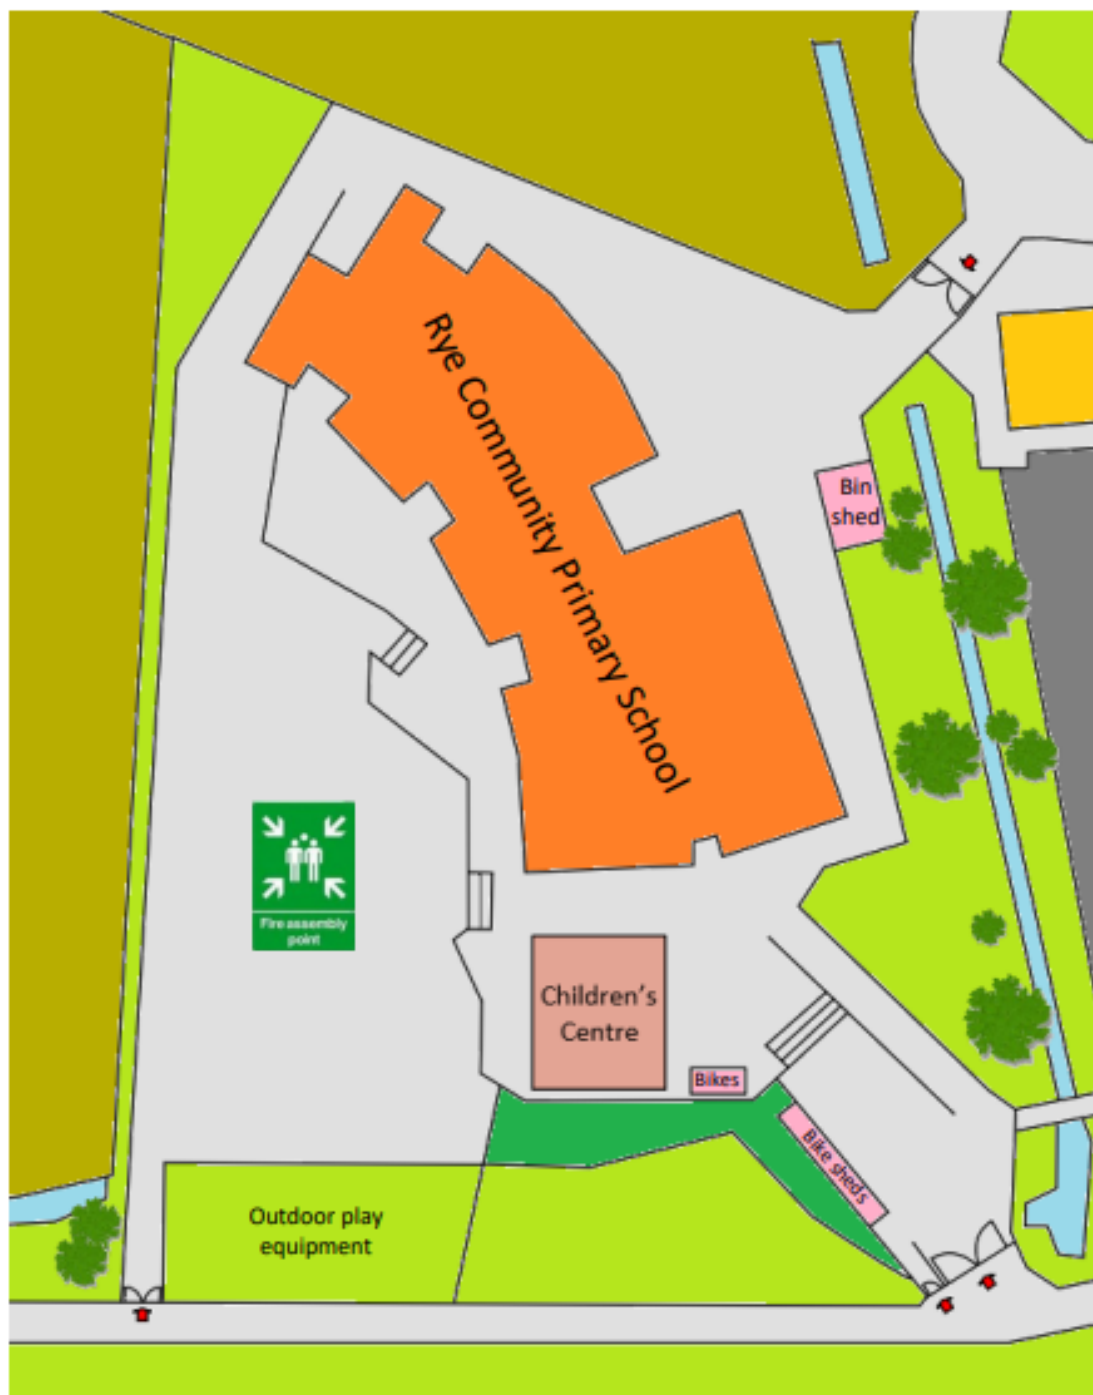 Rye Community Primary School
Bin
shed
Fire assembly
point
Children's
Centre
Bikes
Bike sheds
Outdoor play
equipment